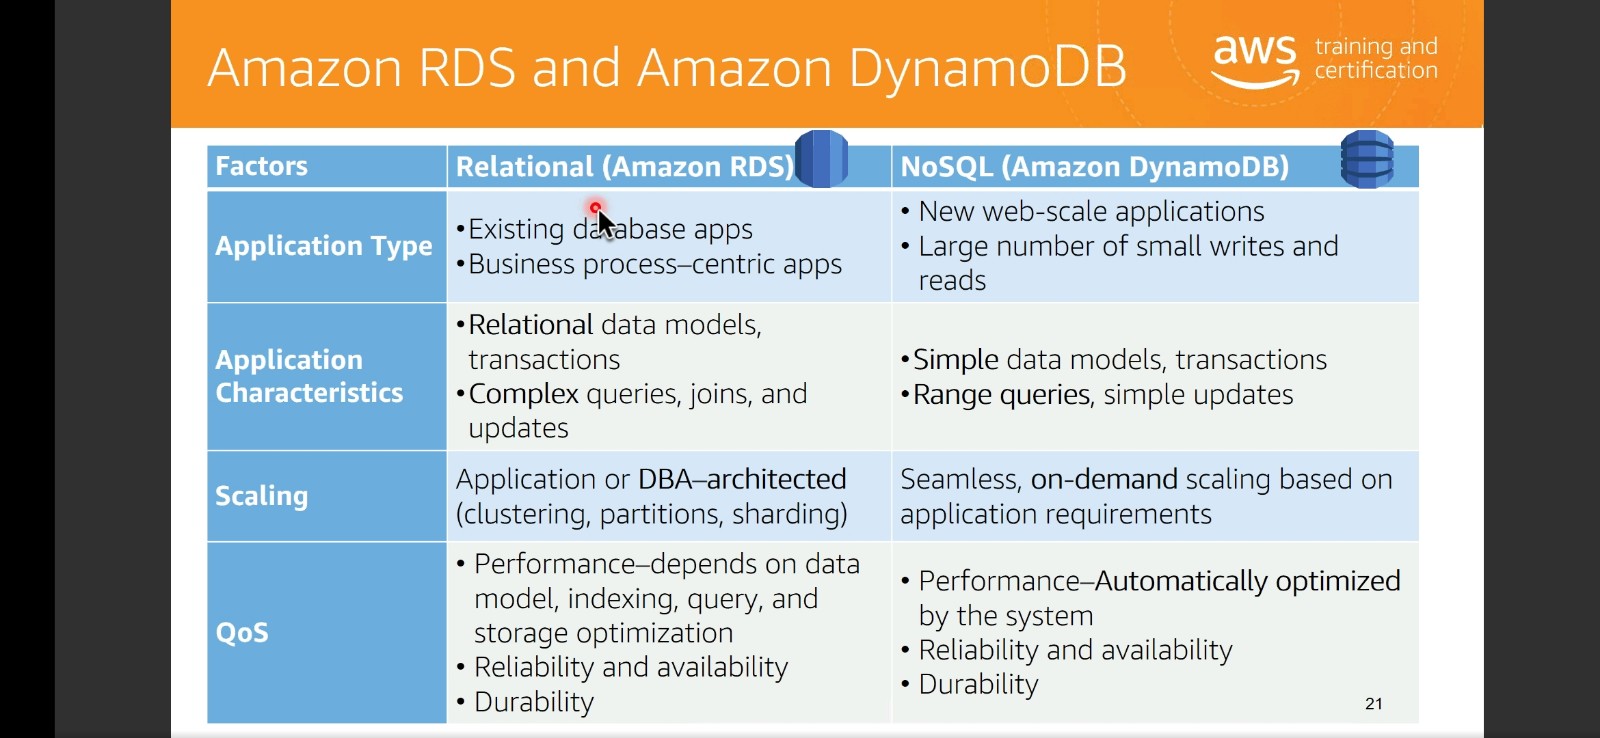 Amazon RDS and Amazon DynamoDB
aws training and
certification
Factors
Relational (Amazon RDS)
NoSQL (Amazon DynamoDB)
Application Type
•Existing database apps
•Business process–centric apps
• New web-scale applications
• Large number of small writes and
reads
Application
Characteristics
•Relational data models,
transactions
•Complex queries, joins, and
updates
•Simple data models, transactions
•Range queries, simple updates
Scaling
Application or DBA–architected
(clustering, partitions, sharding)
Seamless, on-demand scaling based on
application requirements
QoS
• Performance–depends on data
model, indexing, query, and
storage optimization
• Reliability and availability
• Durability
• Performance–Automatically optimized
by the system
• Reliability and availability
• Durability
21